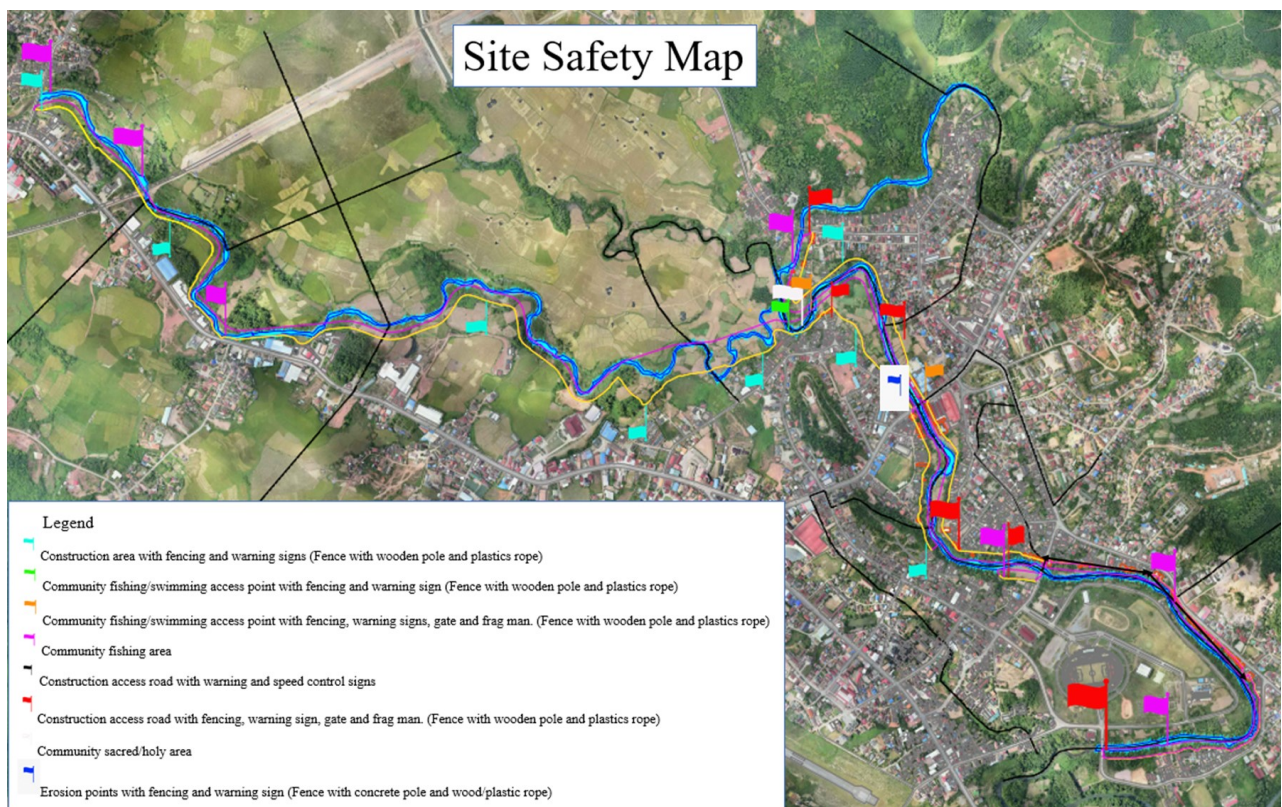 Site Safety Map
Legend
Construction area with fencing and warning signs (Fence with wooden pole and plastics rope)
Community fishing/swimming access point with fencing and warning sign (Fence with wooden pole and plastics rope)
Community fishing/swimming access point with fencing, warning signs, gate and frag man. (Fence with wooden pole and plastics rope)
Community fishing area
Construction access road with warning and speed control signs
Construction access road with fencing, warning sign, gate and frag man. (Fence with wooden pole and plastics rope)
Community sacred/holy area
Erosion points with fencing and warning sign (Fence with concrete pole and wood/plastic rope)